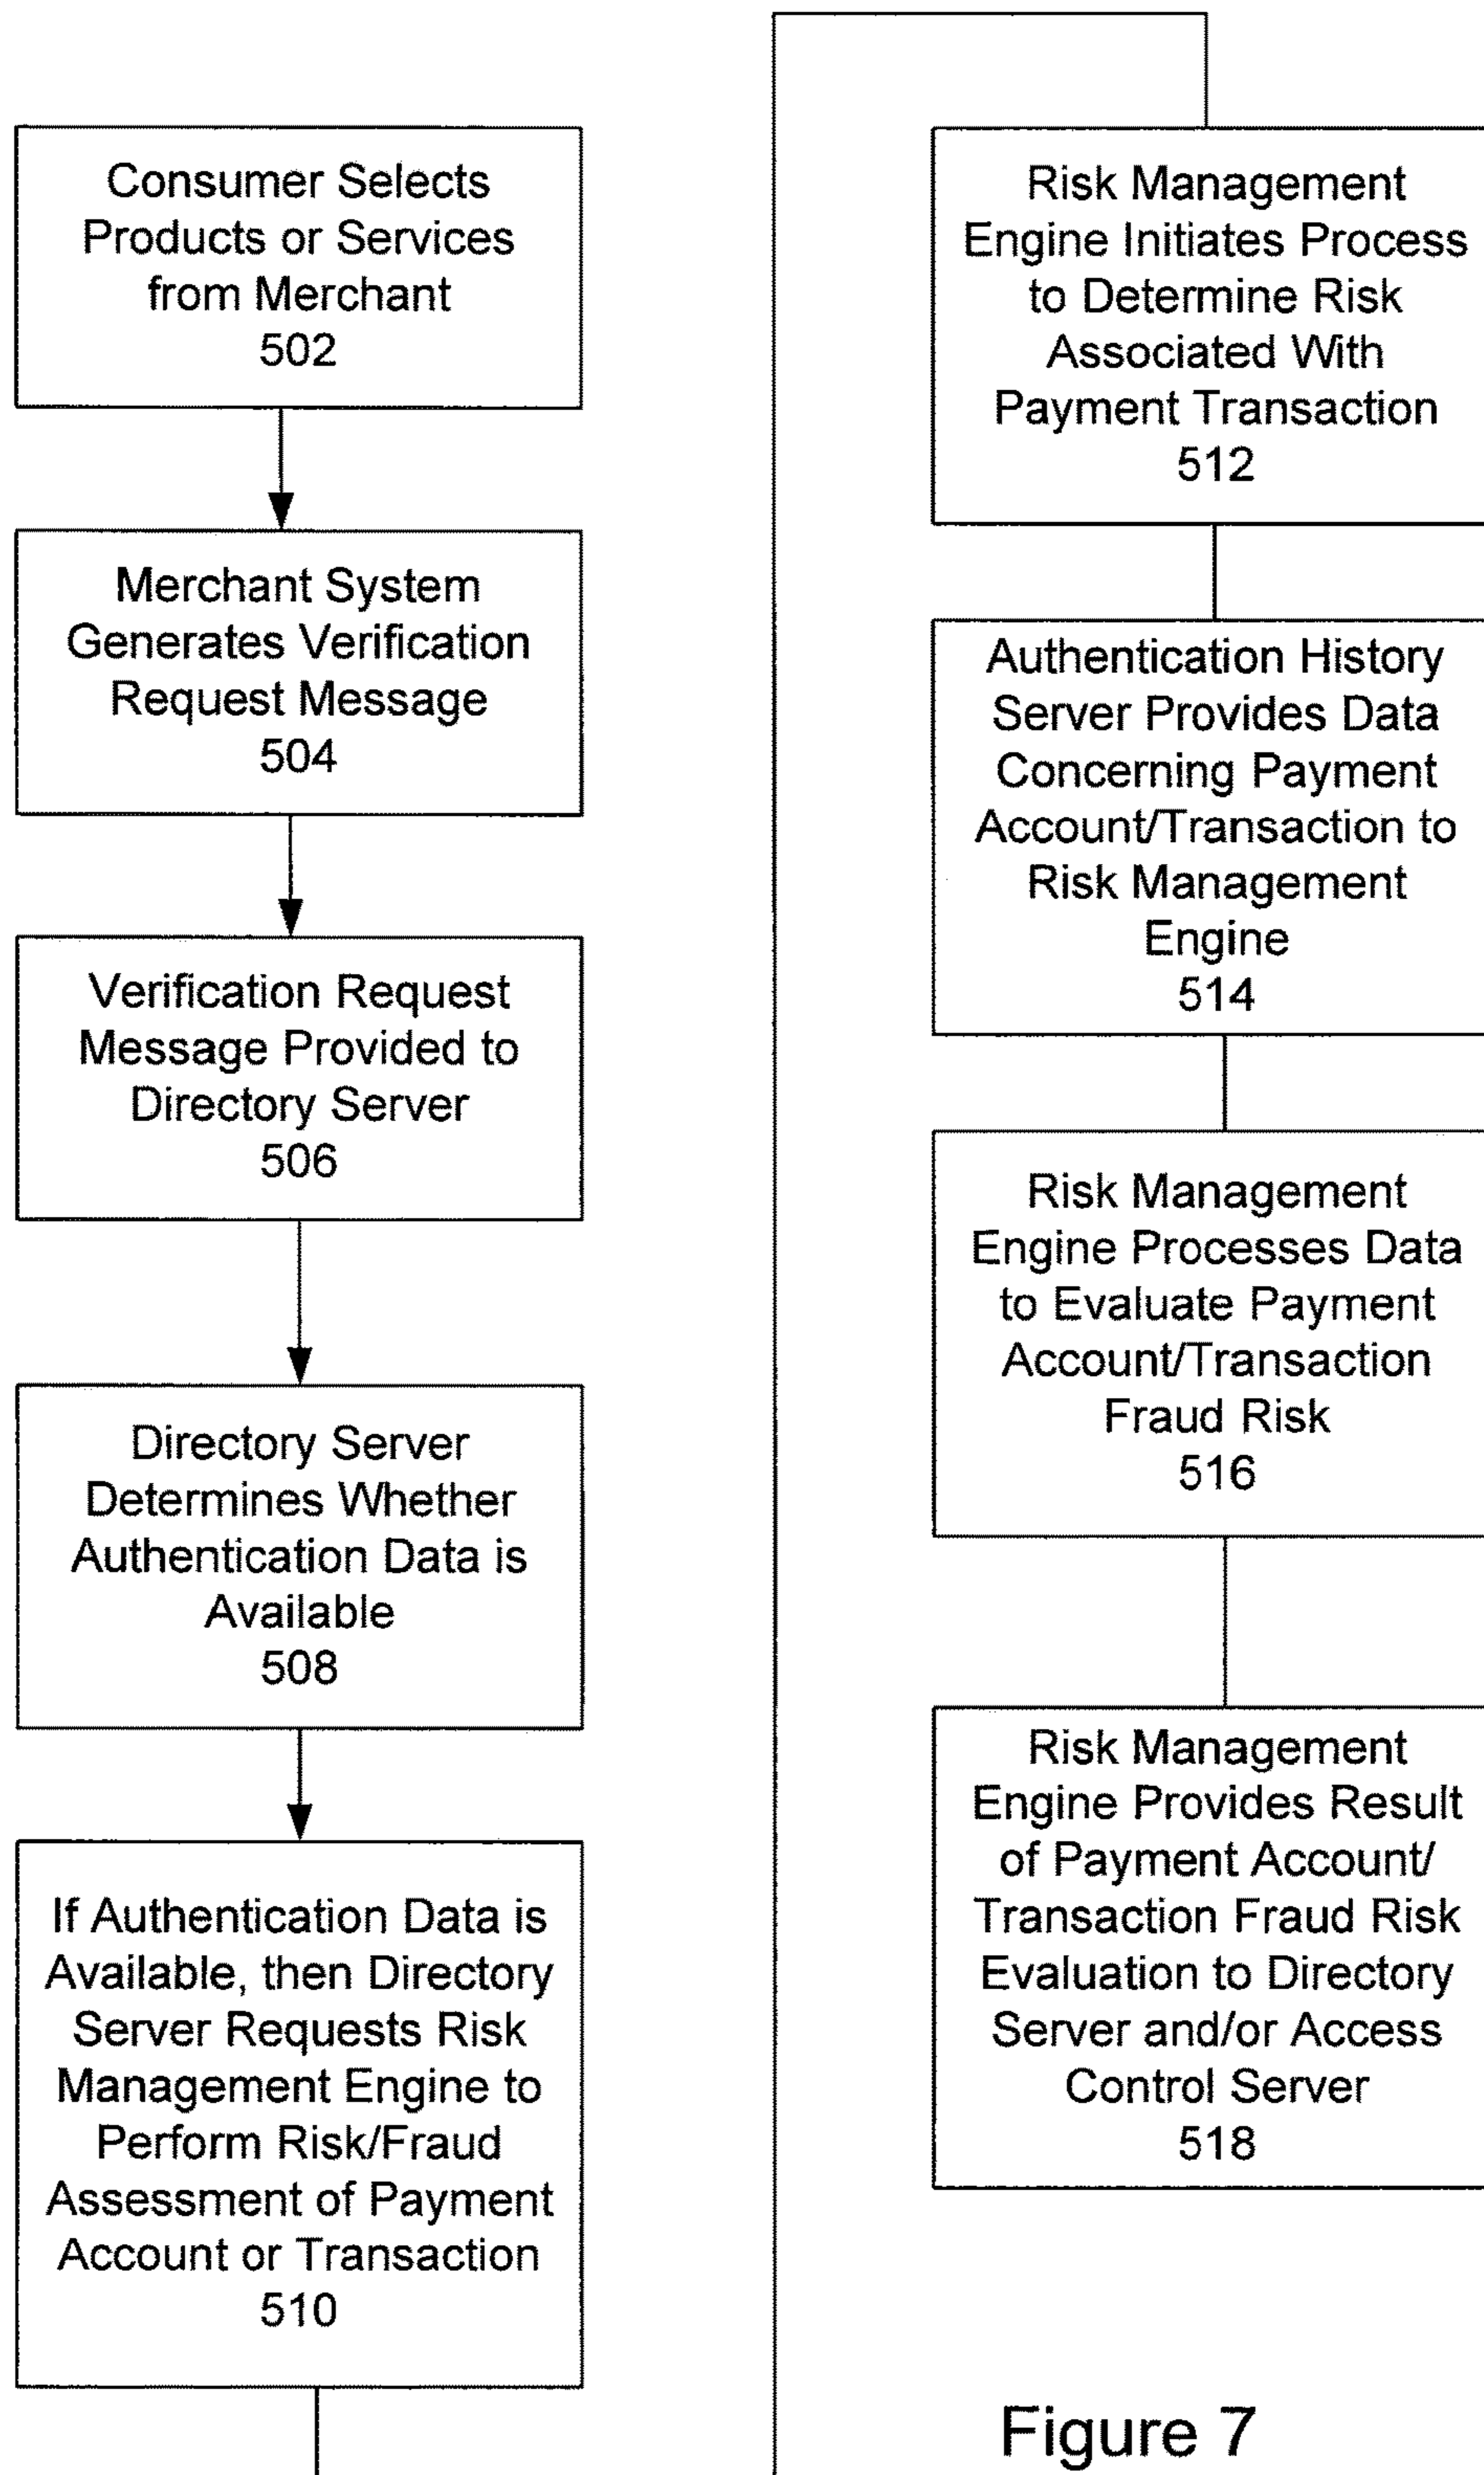 Consumer Selects
Products or Services
from Merchant
502
Merchant System
Generates Verification
Request Message
504
Verification Request
Message Provided to
Directory Server
506
Directory Server
Determines Whether
Authentication Data is
Available
508
If Authentication Data is
Available, then Directory
Server Requests Risk
Management Engine to
Perform Risk/Fraud
Assessment of Payment
Account or Transaction
510
Risk Management
Engine Initiates Process
to Determine Risk
Associated With
Payment Transaction
512
Authentication History
Server Provides Data
Concerning Payment
Account/Transaction to
Risk Management
Engine
514
Risk Management
Engine Processes Data
to Evaluate Payment
Account/Transaction
Fraud Risk
516
Risk Management
Engine Provides Result
of Payment Account/
Transaction Fraud Risk
Evaluation to Directory
Server and/or Access
Control Server
518
Figure 7